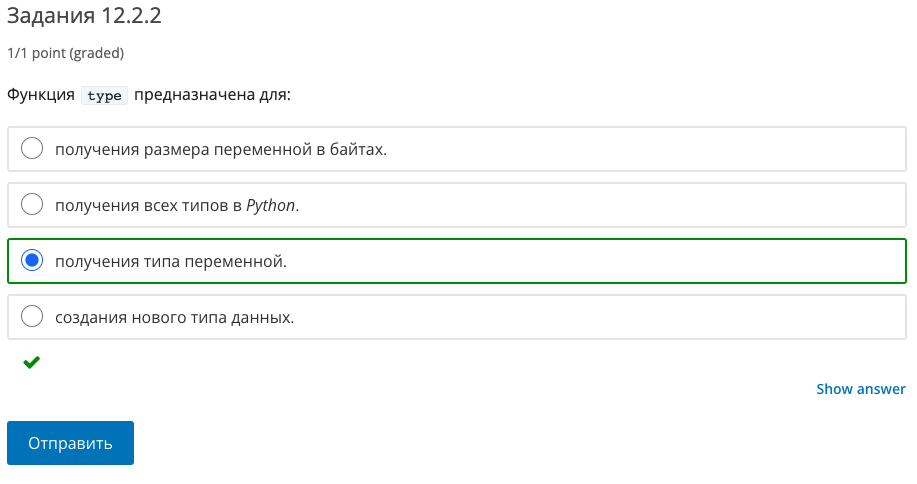 Задания 12.2.2
1/1 point (graded)
Функция type предназначена для:
получения размера переменной в байтах.
получения всех типов в Python.
получения типа переменной.
создания нового типа данных.
Show answer
Отправить